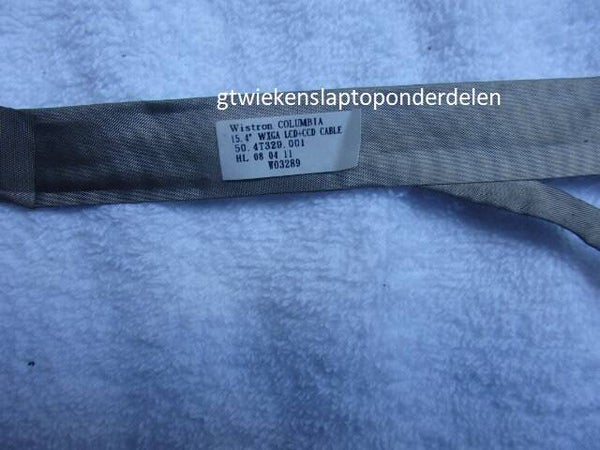 gtwiekenslaptoponderdelen
Wistron COLUMBIA
15.4" WXGA LCD+CCD CABLE
50.4T329.001
HL 08 04 11
W03289